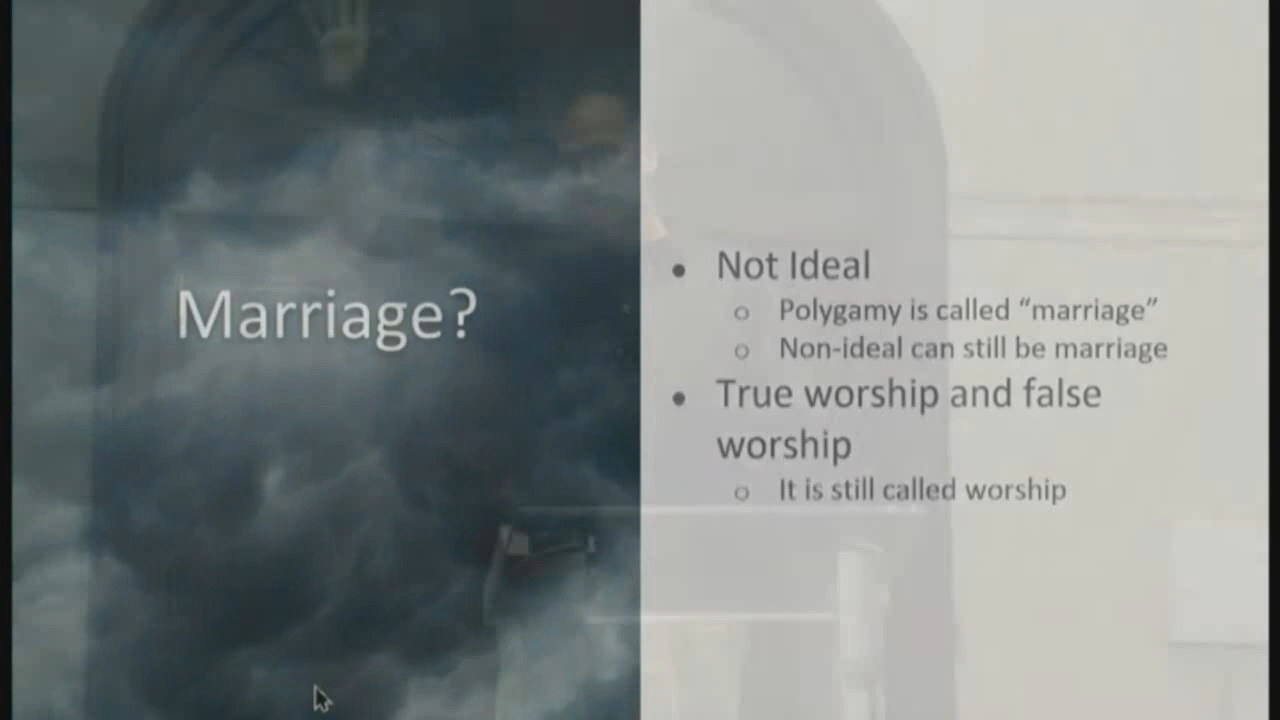 Marriage?
• Not Ideal
o Polygamy is called “marriage”
o Non-ideal can still be marriage
• True worship and false
worship
o It is still called worship